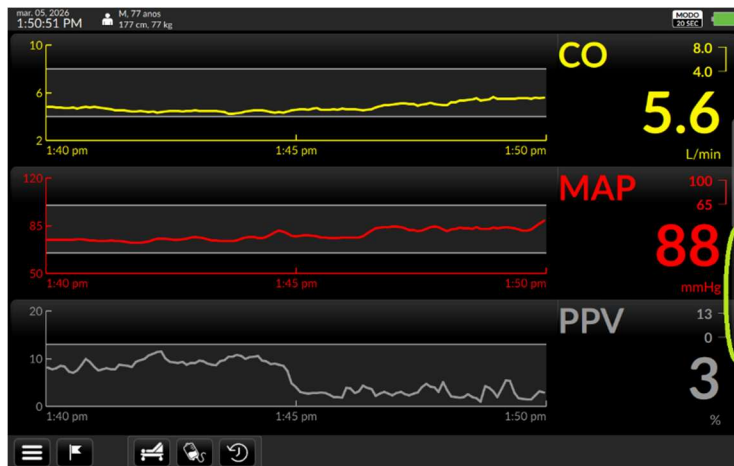 mar. 05, 2026
1:50:51 PM
M, 77 anos
177 cm, 77 kg
MODO
20 SEC
10
6
2
1:40 pm
1:45 pm
1:50 pm
CO
8.0
4.0
5.6
L/min
120
85
50
1:40 pm
1:45 pm
1:50 pm
MAP
100
65
88
mmHg
20
10
0
1:40 pm
1:45 pm
1:50 pm
PPV
13
0
3
%